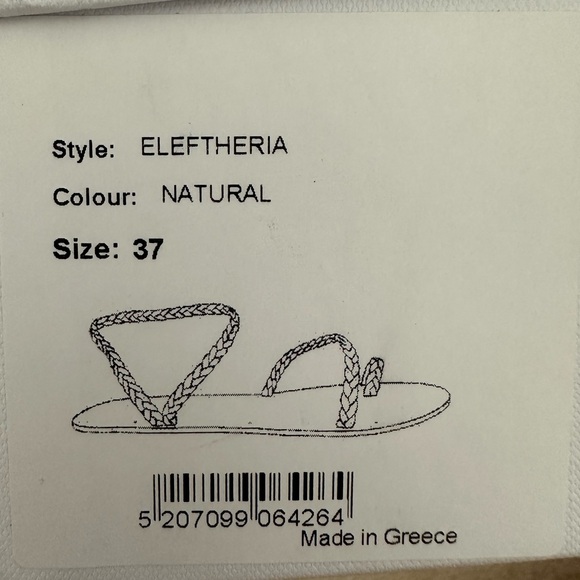 Style: ELEFTHERIA
Colour: NATURAL
Size: 37
5 207099 064264
Made in Greece